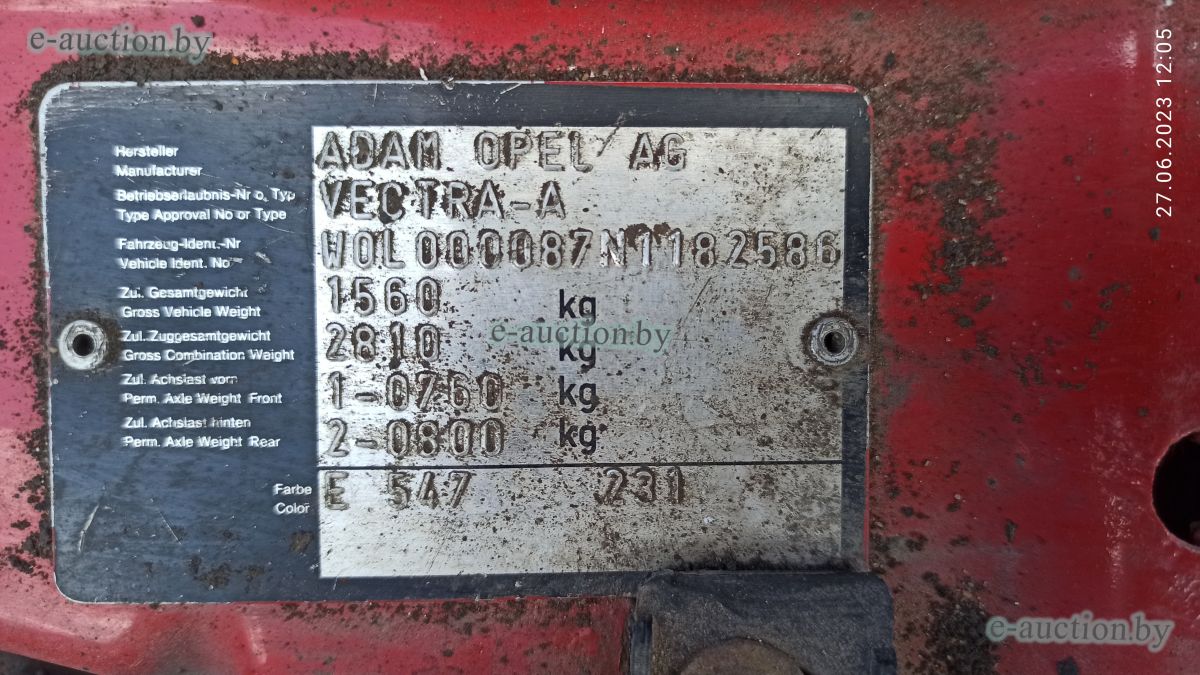 e-auction.by
27.06.2023 12:05
Hersteller
Manufacturer
ADAM OPEL AG
Betriebserlaubnis-Nr o. Typ
Type Approval No or Type
VECTRA-A
Fahrzeug-Ident.-Nr
Vehicle Ident. No
W0L000087N1182586
Zul. Gesamtgewicht
Gross Vehicle Weight
1560 kg
Zul. Zuggesamtgewicht
Gross Combination Weight
2810 kg
e-auction.by
Zul. Achslast vorn
Perm. Axle Weight Front
1-0760 kg
Zul. Achslast hinten
Perm. Axle Weight Rear
2-0800 kg
Farbe
Color
E 547 231
e-auction.by